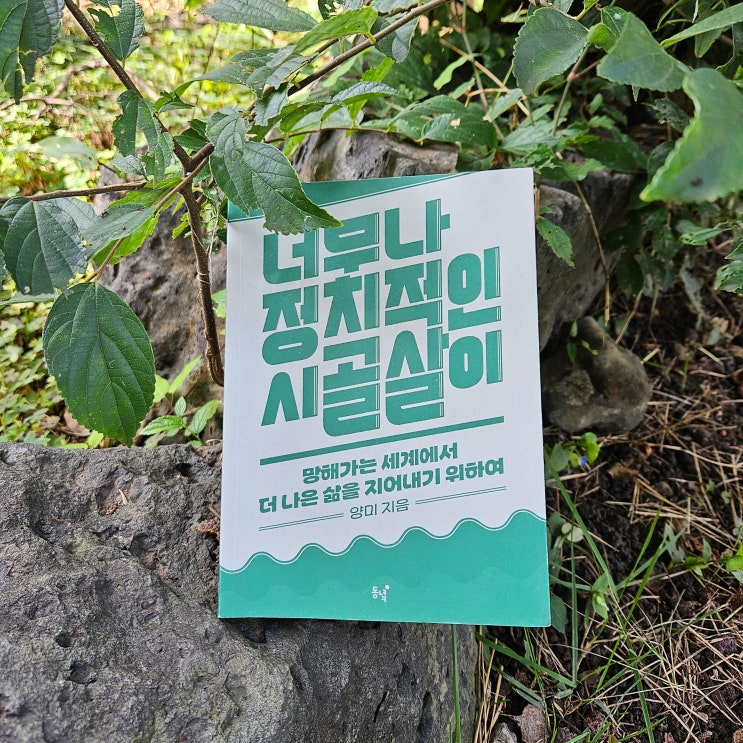 너무나
정치적인
시골살이
망해가는 세계에서
더 나은 삶을 지어내기 위하여
양미 지음
동녘